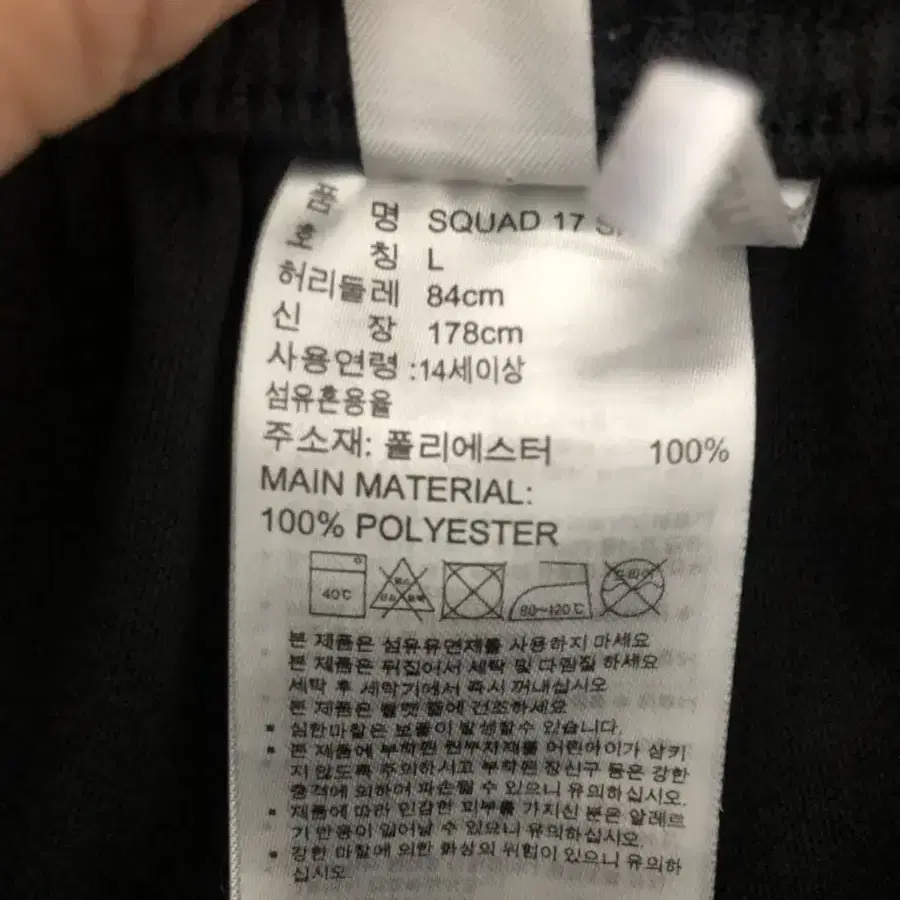 품 명 SQUAD 17 S
호 칭 L
허리둘레 84cm
신 장 178cm
사용연령 :14세이상
섬유혼용율
주소재: 폴리에스터 100%
MAIN MATERIAL:
100% POLYESTER
40℃ 80~120℃ 드라이
본 제품은 섬유유연제를 사용하지 마세요
본 제품은 뒤집어서 세탁 및 다림질 하세요
세탁 후 세탁기에서 즉시 꺼내십시오
본 제품은 햇볕 뜰에 건조하세요
• 심한마찰은 보풀이 발생할수 있습니다.
• 본 제품에 부착된 전부치재를 어린아이가 삼키
지 않도록 주의하시고 부착된 장신구 등은 강한
충격에 의하여 파손될 수 있으니 유의하십시오.
• 제품에 따라 민감한 피부를 가지신 분은 알레르
기 반응이 일어날 수 있으니 유의하십시오.
• 강한 마찰에 의한 화상의 위험이 있으니 유의하
십시오.